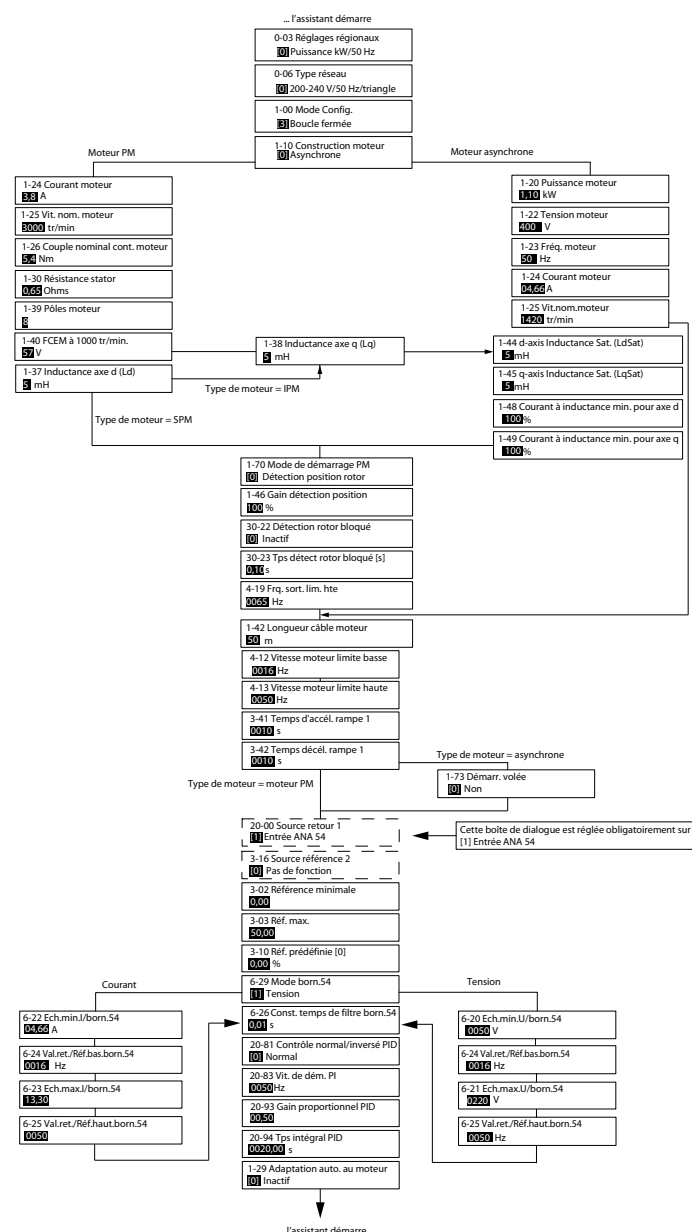 ... l'assistant démarre
0-03 Réglages régionaux
[0] Puissance kW/50 Hz
0-06 Type réseau
[0] 200-240 V/50 Hz/triangle
1-00 Mode Config.
[3] Boucle fermée
1-10 Construction moteur
[0] Asynchrone
Moteur PM
Moteur asynchrone
1-24 Courant moteur
3,8 A
1-25 Vit. nom. moteur
3000 tr/min
1-26 Couple nominal cont. moteur
5,4 Nm
1-30 Résistance stator
0,65 Ohms
1-39 Pôles moteur
8
1-40 FCEM à 1000 tr/min.
57 V
1-37 Inductance axe d (Ld)
5 mH
1-20 Puissance moteur
1,10 kW
1-22 Tension moteur
400 V
1-23 Fréq. moteur
50 Hz
1-24 Courant moteur
04,66 A
1-25 Vit.nom.moteur
1420 tr/min
1-38 Inductance axe q (Lq)
5 mH
Type de moteur = IPM
Type de moteur = SPM
1-44 d-axis Inductance Sat. (LdSat)
5 mH
1-45 q-axis Inductance Sat. (LqSat)
5 mH
1-48 Courant à inductance min. pour axe d
100 %
1-49 Courant à inductance min. pour axe q
100 %
1-70 Mode de démarrage PM
[0] Détection position rotor
1-46 Gain détection position
100 %
30-22 Détection rotor bloqué
[0] Inactif
30-23 Tps détect rotor bloqué [s]
0,10 s
4-19 Frq. sort. lim. hte
0065 Hz
1-42 Longueur câble moteur
50 m
4-12 Vitesse moteur limite basse
0016 Hz
4-13 Vitesse moteur limite haute
0050 Hz
3-41 Temps d'accél. rampe 1
0010 s
3-42 Temps décél. rampe 1
0010 s
Type de moteur = asynchrone
Type de moteur = moteur PM
1-73 Démarr. volée
[0] Non
20-00 Source retour 1
[1] Entrée ANA 54
Cette boîte de dialogue est réglée obligatoirement sur
[1] Entrée ANA 54
3-16 Source référence 2
[0] Pas de fonction
3-02 Référence minimale
0,00
3-03 Réf. max.
50,00
3-10 Réf. prédéfinie [0]
0,00 %
6-29 Mode born.54
[1] Tension
Courant
Tension
6-22 Ech.min.I/born.54
04,66 A
6-24 Val.ret./Réf.bas.born.54
0016 Hz
6-23 Ech.max.I/born.54
13,30
6-25 Val.ret./Réf.haut.born.54
0050
6-26 Const. temps de filtre born.54
0,01 s
20-81 Contrôle normal/inversé PID
[0] Normal
20-83 Vit. de dém. PI
0050 Hz
20-93 Gain proportionnel PID
00,50
20-94 Tps intégral PID
0020,00 s
1-29 Adaptation auto. au moteur
[0] Inactif
6-20 Ech.min.U/born.54
0050 V
6-24 Val.ret./Réf.bas.born.54
0016 Hz
6-21 Ech.max.U/born.54
0220 V
6-25 Val.ret./Réf.haut.born.54
0050 Hz
... l'assistant démarre